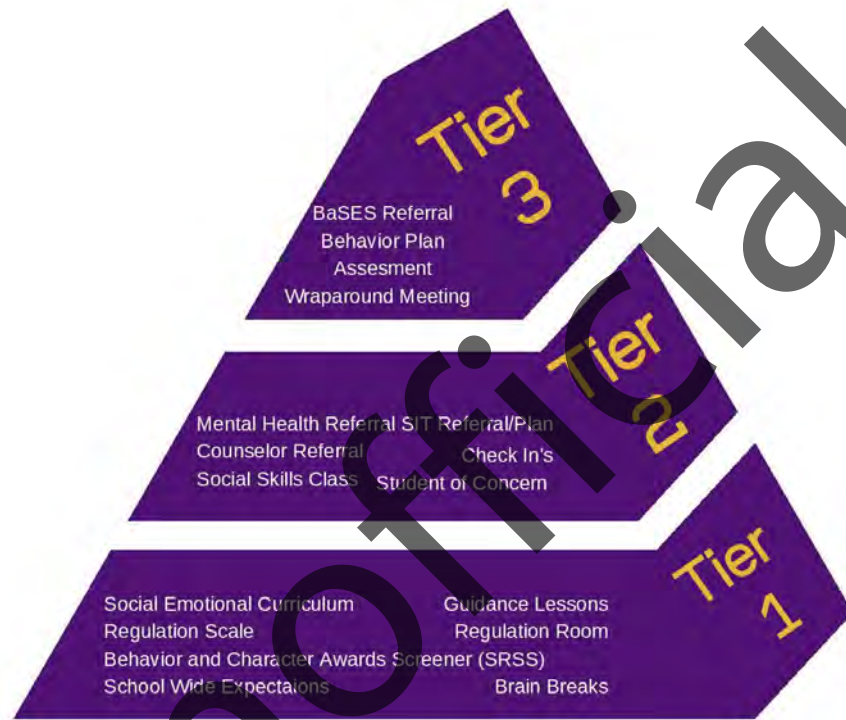 Tier
3
BaSES Referral
Behavior Plan
Assesment
Wraparound Meeting
Tier
2
Mental Health Referral SIT Referral/Plan
Counselor Referral Check In's
Social Skills Class Student of Concern
Tier
1
Social Emotional Curriculum Guidance Lessons
Regulation Scale Regulation Room
Behavior and Character Awards Screener (SRSS)
School Wide Expectaions Brain Breaks
nofficial